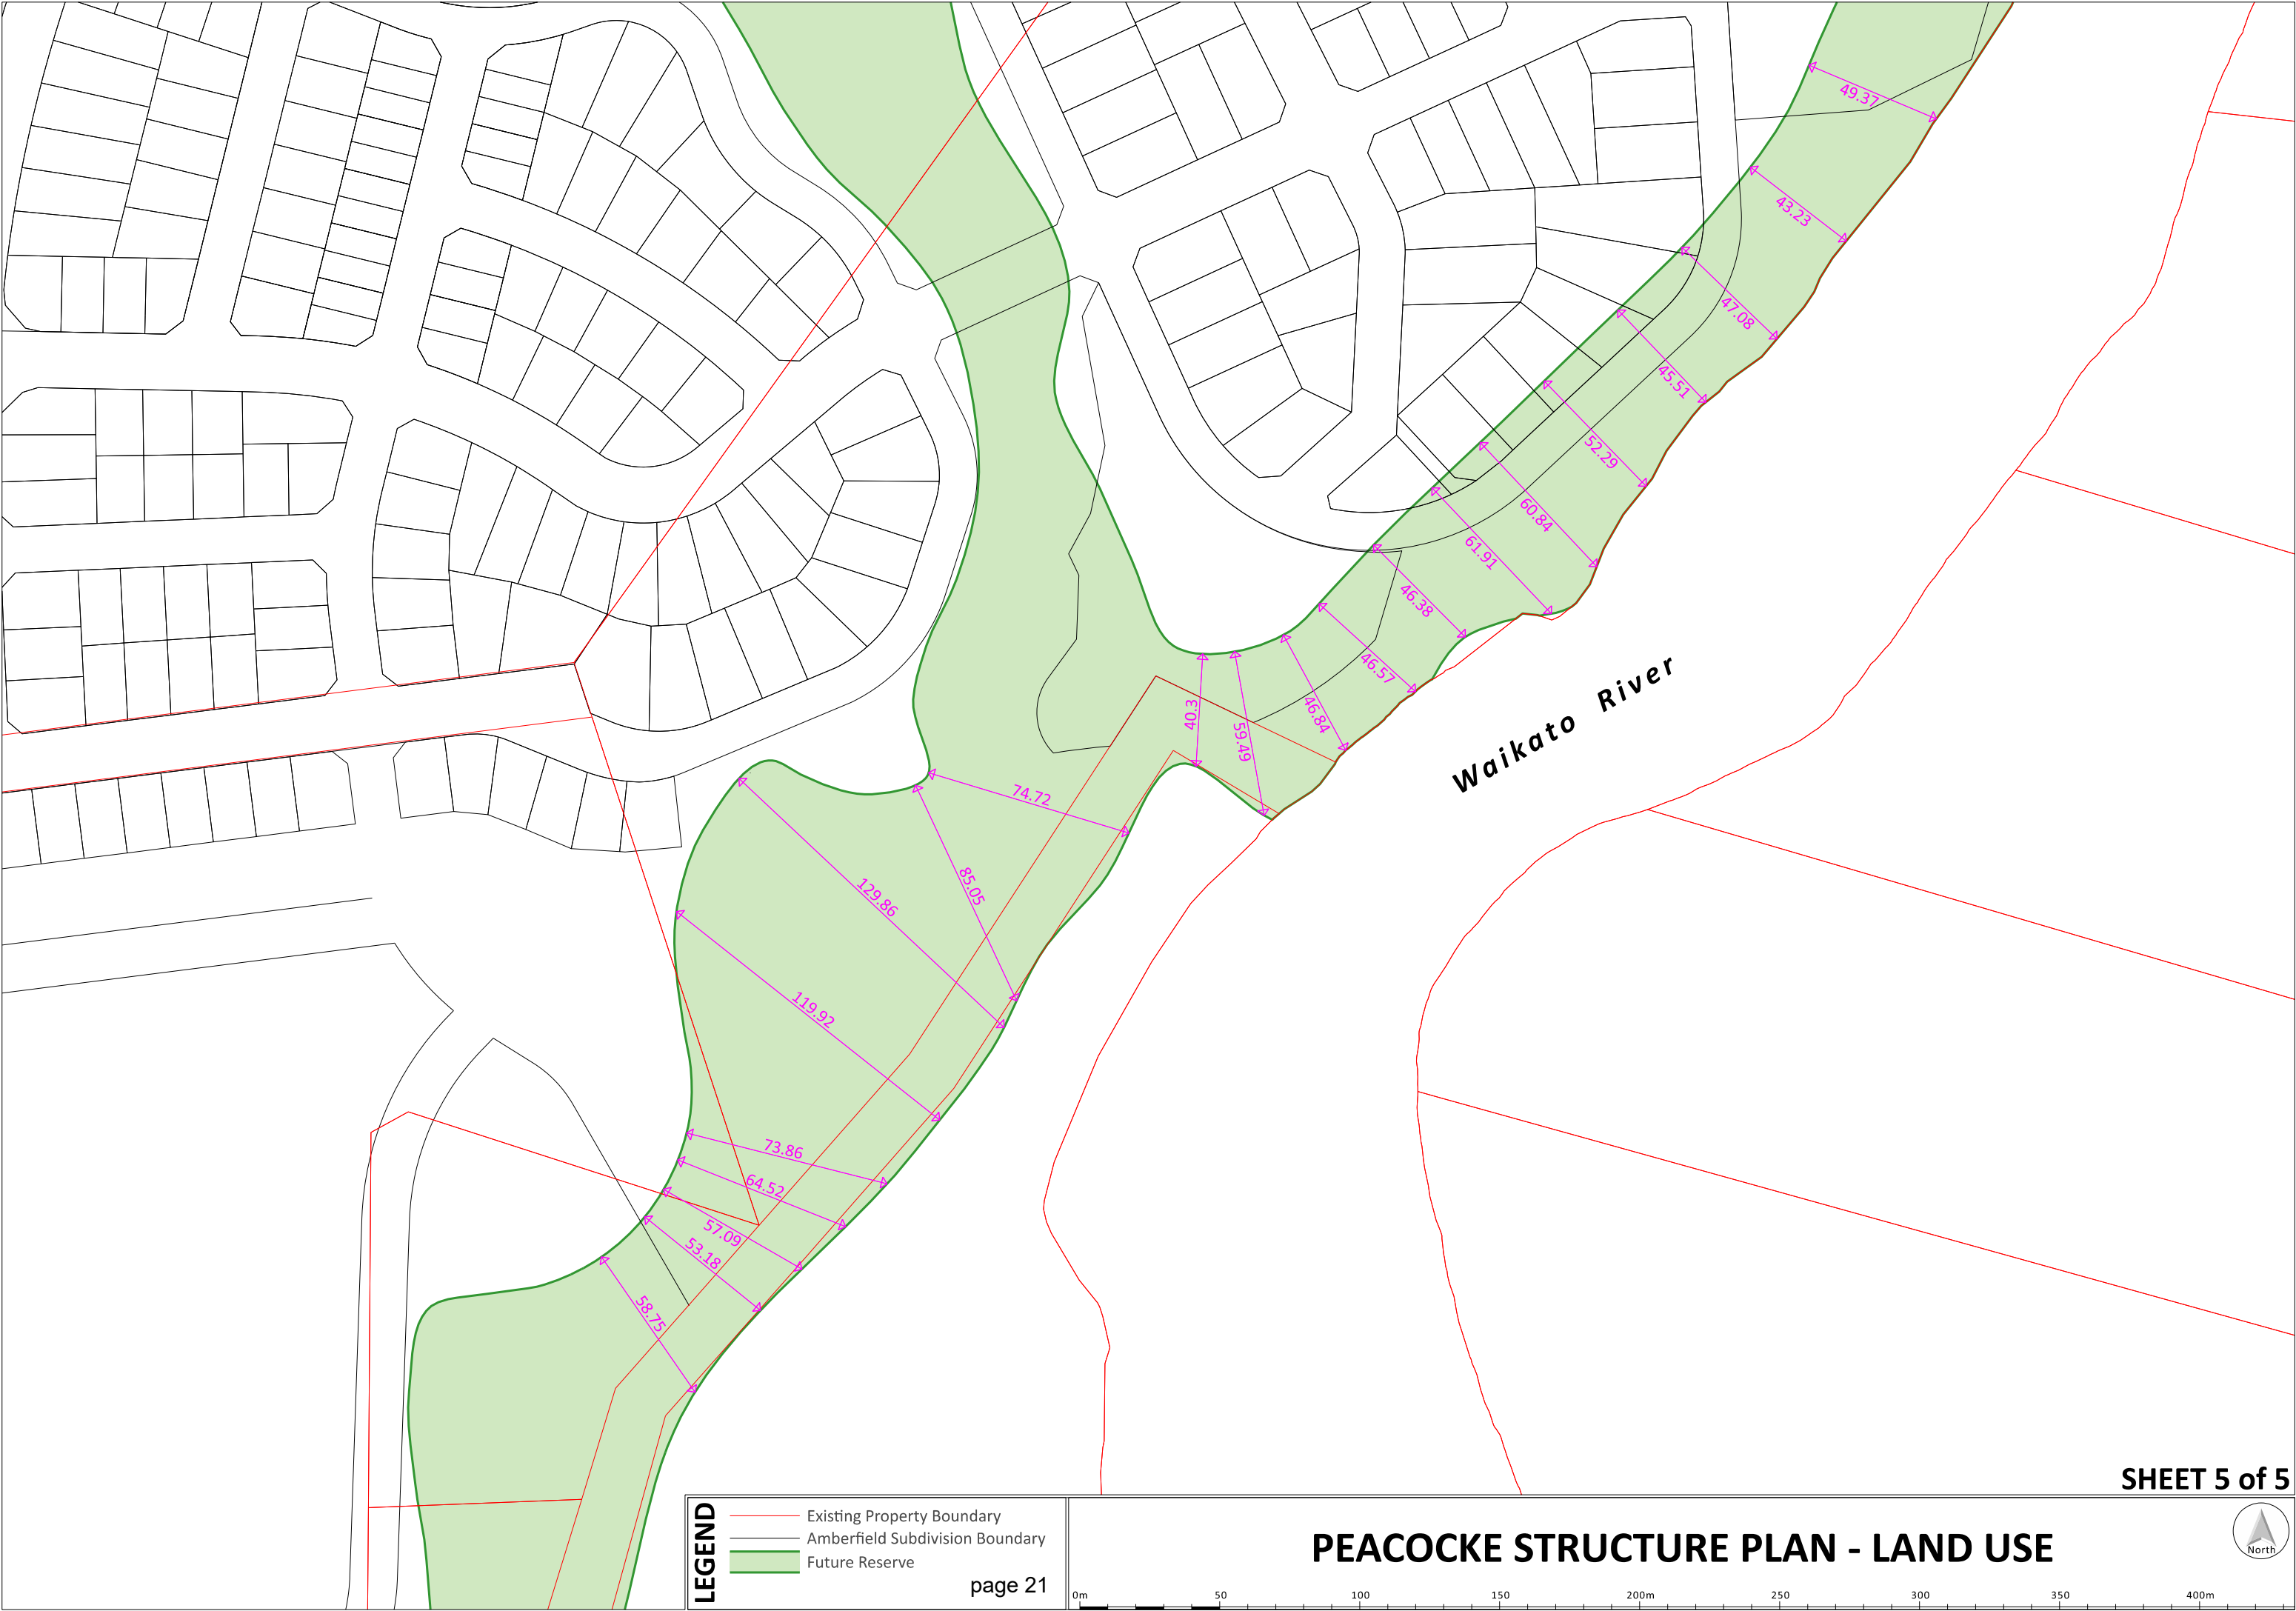 49.37
43.23
47.08
45.51
52.29
60.84
61.91
46.38
46.57
46.84
59.49
40.3
74.72
85.05
129.86
119.92
73.86
64.52
57.09
53.18
58.75
Waikato River
SHEET 5 of 5
LEGEND
Existing Property Boundary
Amberfield Subdivision Boundary
Future Reserve
page 21
PEACOCKE STRUCTURE PLAN - LAND USE
North
0m 50 100 150 200m 250 300 350 400m